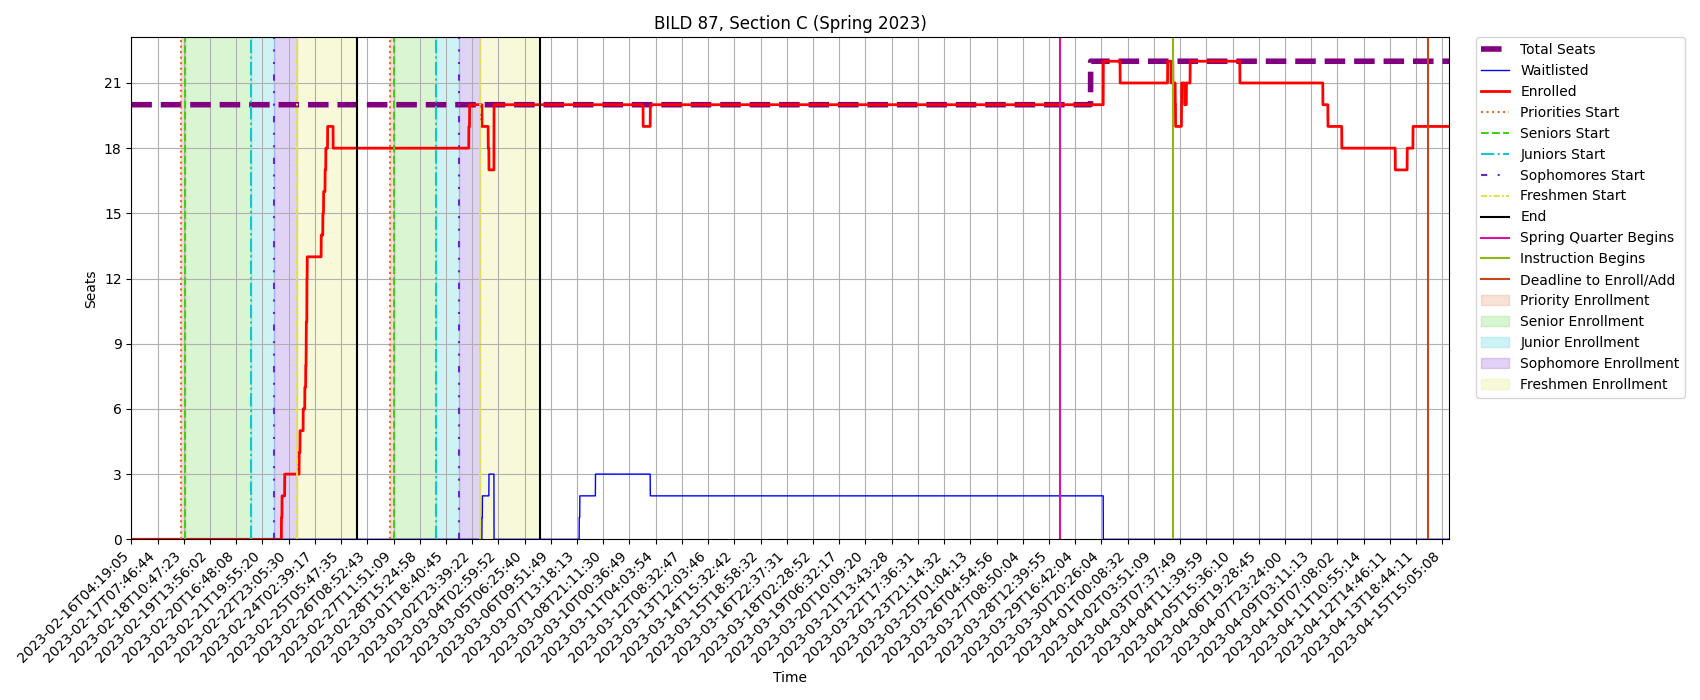 BILD 87, Section C (Spring 2023)
Total Seats
Waitlisted
Enrolled
Priorities Start
Seniors Start
Juniors Start
Sophomores Start
Freshmen Start
End
Spring Quarter Begins
Instruction Begins
Deadline to Enroll/Add
Priority Enrollment
Senior Enrollment
Junior Enrollment
Sophomore Enrollment
Freshmen Enrollment
Seats
21
18
15
12
9
6
3
0
2023-02-16T04:19:05
2023-02-17T07:46:44
2023-02-18T10:47:23
2023-02-19T13:56:02
2023-02-20T16:48:08
2023-02-21T19:55:20
2023-02-22T23:05:30
2023-02-24T02:39:17
2023-02-25T05:47:35
2023-02-26T08:52:43
2023-02-27T11:51:09
2023-02-28T15:24:58
2023-03-01T18:40:45
2023-03-02T23:39:22
2023-03-04T02:59:52
2023-03-05T06:25:40
2023-03-06T09:51:49
2023-03-07T13:18:13
2023-03-08T21:11:30
2023-03-10T00:36:49
2023-03-11T04:03:54
2023-03-12T08:32:47
2023-03-13T12:03:46
2023-03-14T15:32:42
2023-03-15T18:58:32
2023-03-16T22:37:31
2023-03-18T02:28:52
2023-03-19T06:32:17
2023-03-20T10:09:20
2023-03-21T13:43:28
2023-03-22T17:36:31
2023-03-23T21:14:32
2023-03-25T01:04:13
2023-03-26T04:54:56
2023-03-27T08:50:04
2023-03-28T12:39:55
2023-03-29T16:42:04
2023-03-30T20:26:04
2023-04-01T00:08:32
2023-04-02T03:51:09
2023-04-03T07:37:49
2023-04-04T11:39:59
2023-04-05T15:36:10
2023-04-06T19:28:45
2023-04-07T23:24:00
2023-04-09T03:11:13
2023-04-10T07:08:02
2023-04-11T10:55:14
2023-04-12T14:46:11
2023-04-13T18:44:11
2023-04-15T15:05:08
Time